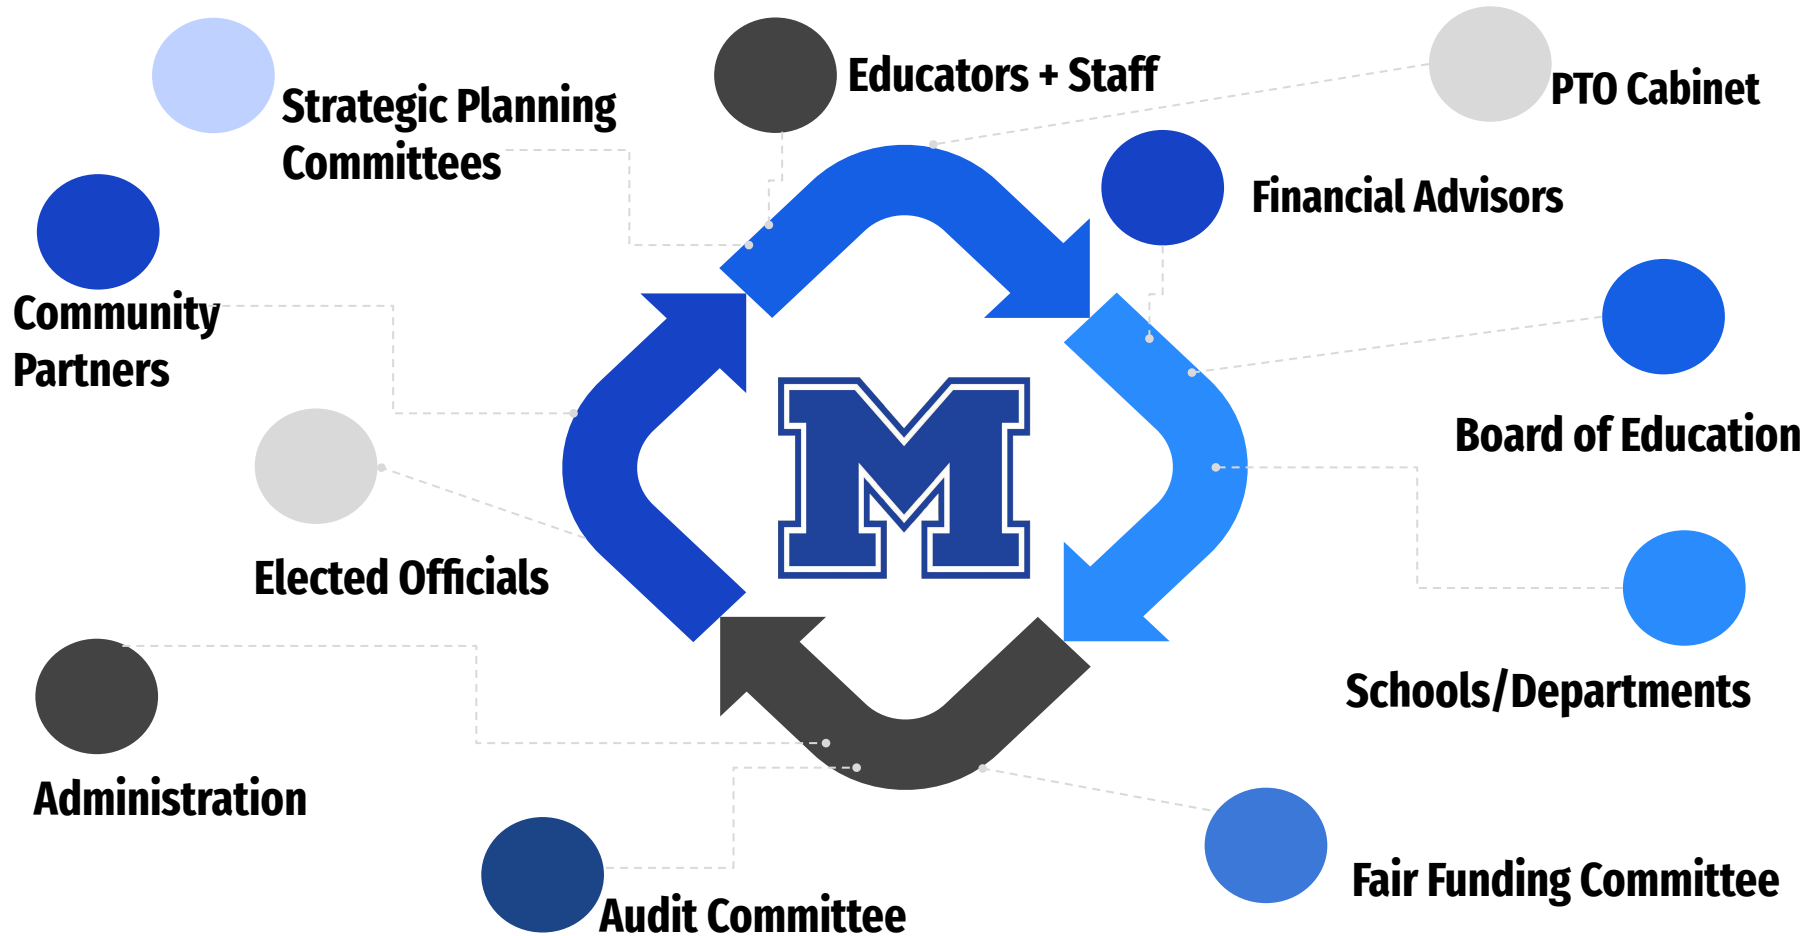 Educators + Staff
PTO Cabinet
Strategic Planning
Committees
Financial Advisors
Community
Partners
Board of Education
M
Elected Officials
Schools/Departments
Administration
Fair Funding Committee
Audit Committee